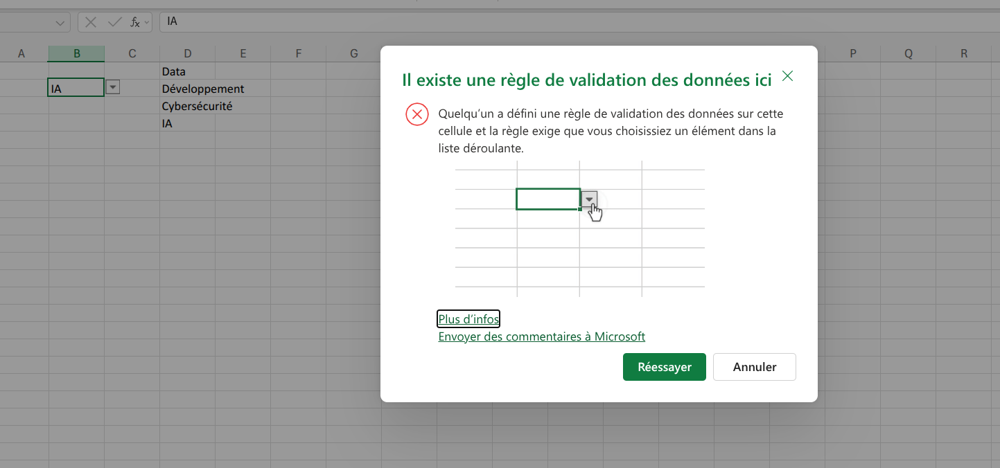 fx
IA
A B C D E F G P Q R
Data
IA Développement
Cybersécurité
IA
Il existe une règle de validation des données ici
Quelqu’un a défini une règle de validation des données sur cette
cellule et la règle exige que vous choisissiez un élément dans la
liste déroulante.
Plus d’infos
Envoyer des commentaires à Microsoft
Réessayer Annuler